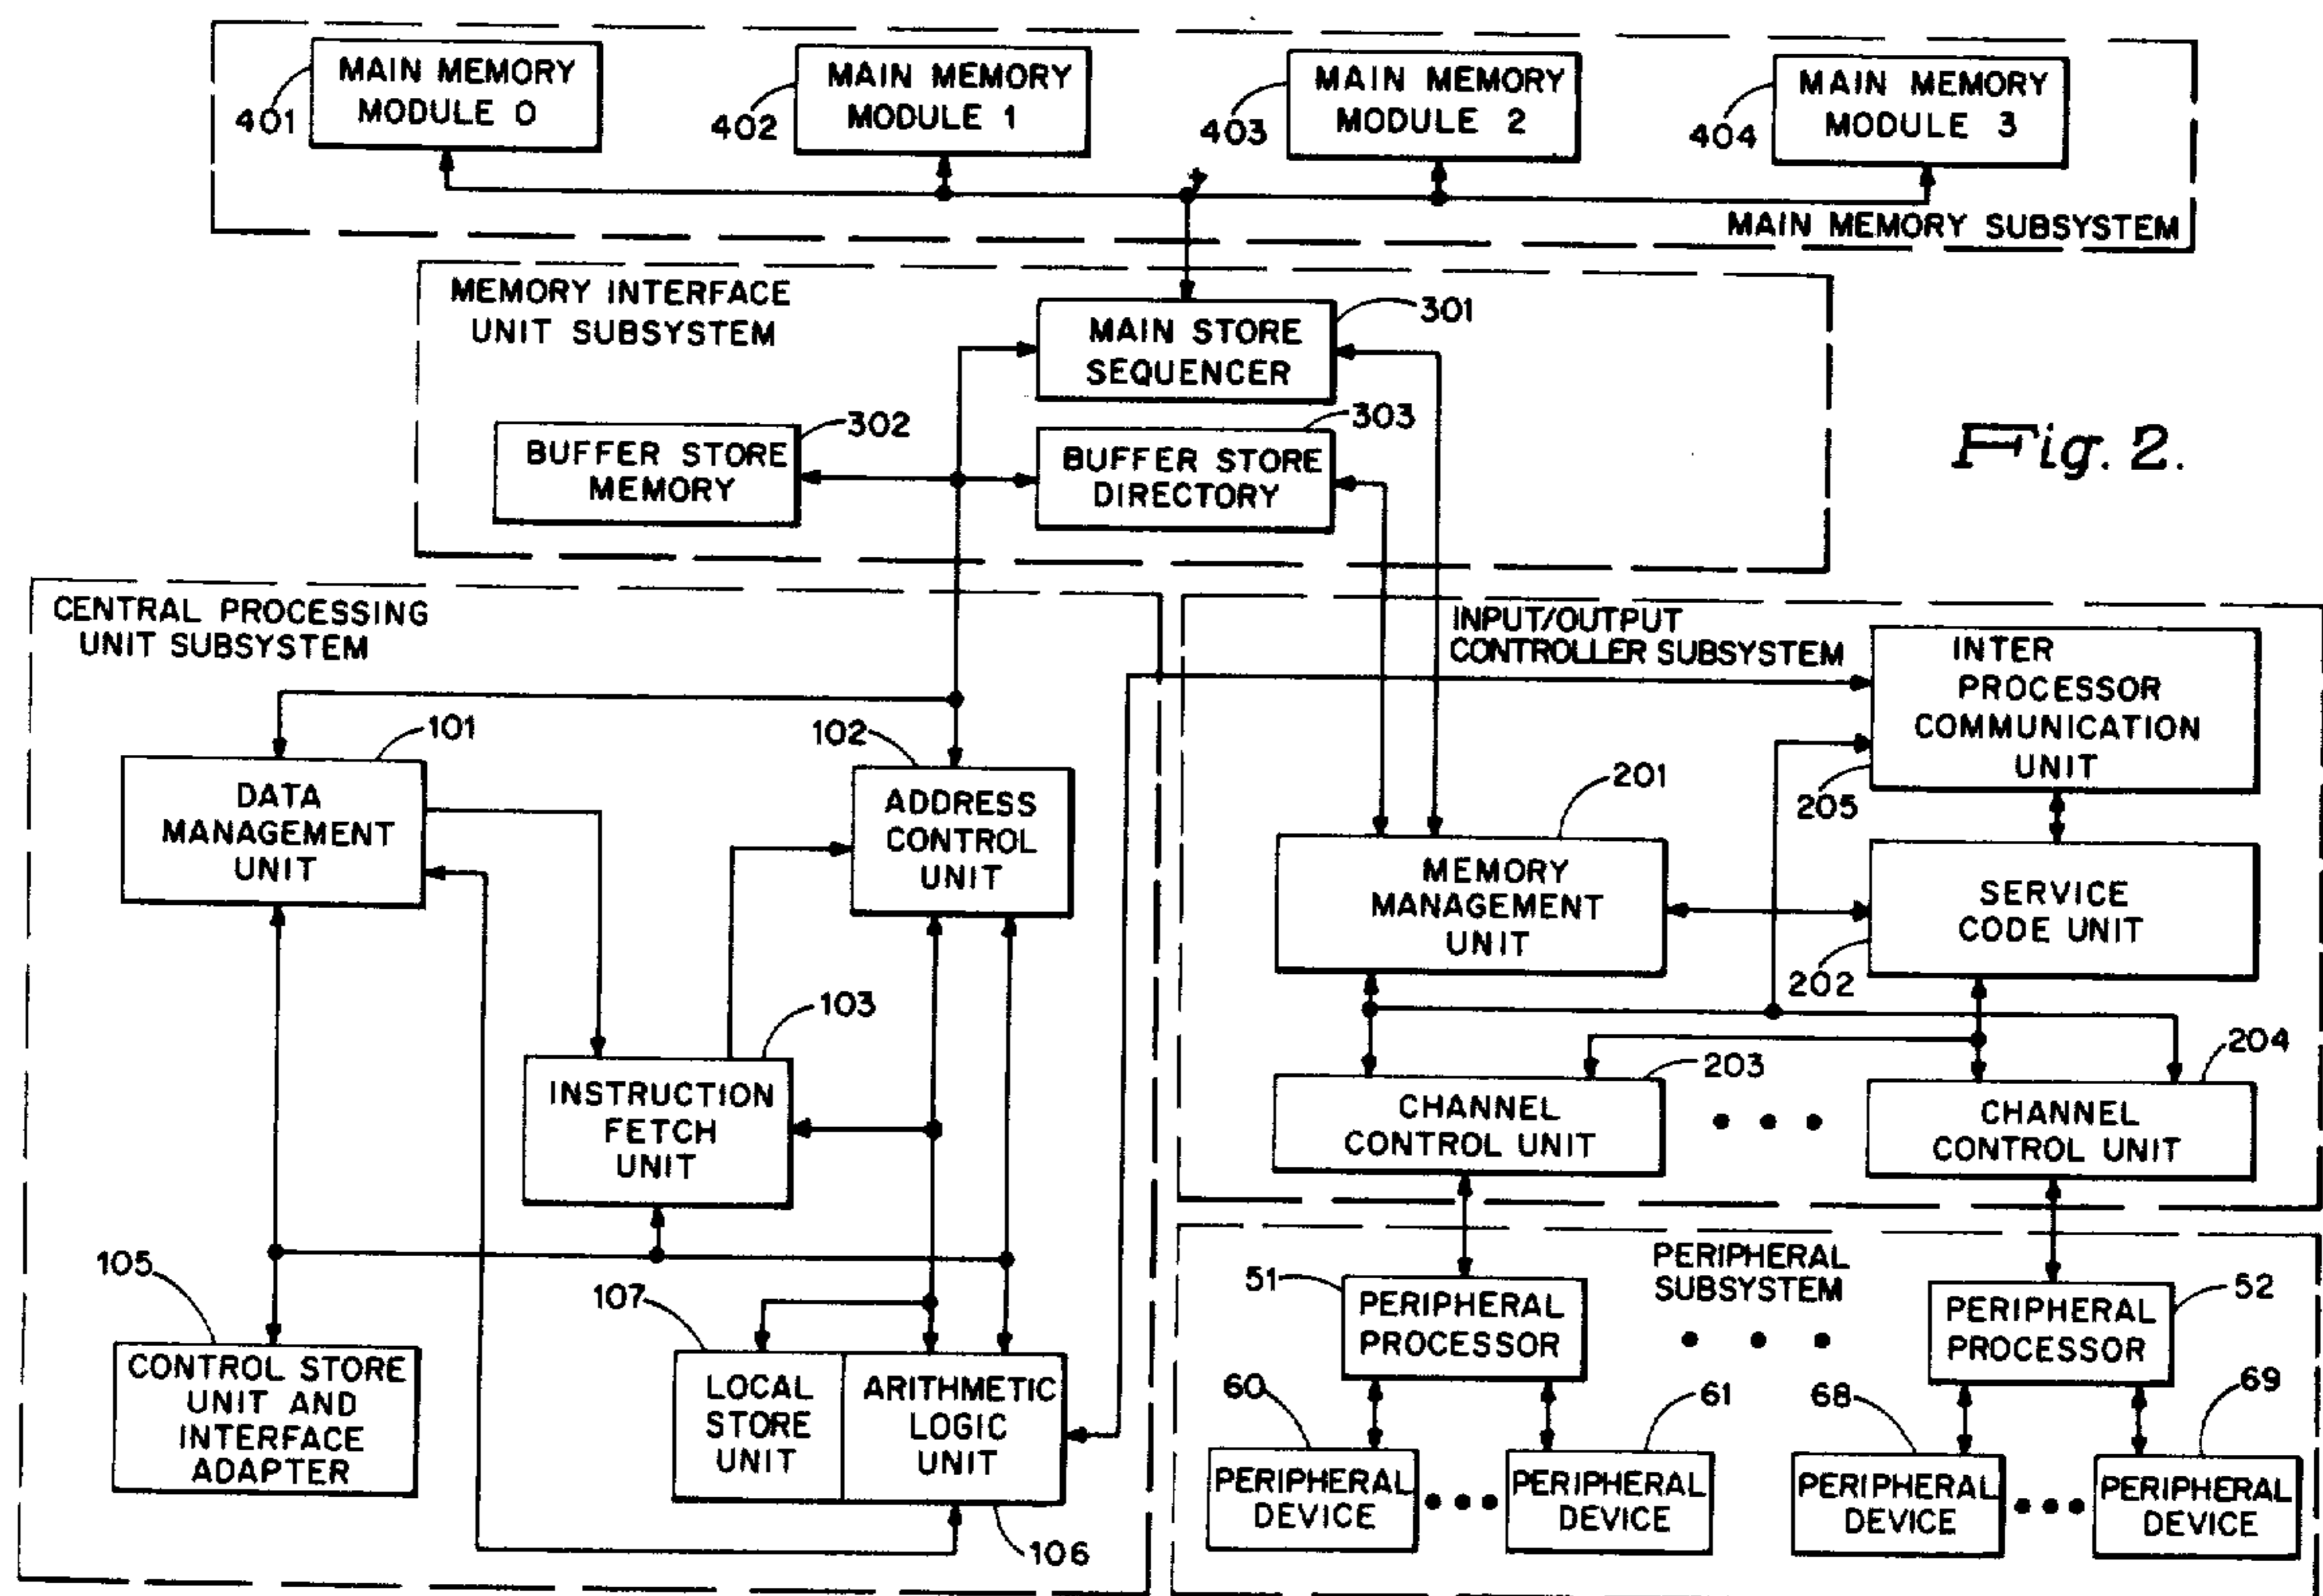 MAIN MEMORY
MODULE 0
401
MAIN MEMORY
MODULE 1
402
MAIN MEMORY
MODULE 2
403
MAIN MEMORY
MODULE 3
404
MAIN MEMORY SUBSYSTEM
MEMORY INTERFACE
UNIT SUBSYSTEM
MAIN STORE
SEQUENCER
301
BUFFER STORE
MEMORY
302
BUFFER STORE
DIRECTORY
303
Fig. 2.
CENTRAL PROCESSING
UNIT SUBSYSTEM
101
DATA
MANAGEMENT
UNIT
102
ADDRESS
CONTROL
UNIT
103
INSTRUCTION
FETCH
UNIT
105
CONTROL STORE
UNIT AND
INTERFACE
ADAPTER
107
LOCAL
STORE
UNIT
ARITHMETIC
LOGIC
UNIT
106
INPUT/OUTPUT
CONTROLLER SUBSYSTEM
INTER
PROCESSOR
COMMUNICATION
UNIT
205
201
MEMORY
MANAGEMENT
UNIT
SERVICE
CODE UNIT
202
203
CHANNEL
CONTROL UNIT
204
CHANNEL
CONTROL UNIT
PERIPHERAL
SUBSYSTEM
51
PERIPHERAL
PROCESSOR
52
PERIPHERAL
PROCESSOR
60
PERIPHERAL
DEVICE
61
PERIPHERAL
DEVICE
68
PERIPHERAL
DEVICE
69
PERIPHERAL
DEVICE